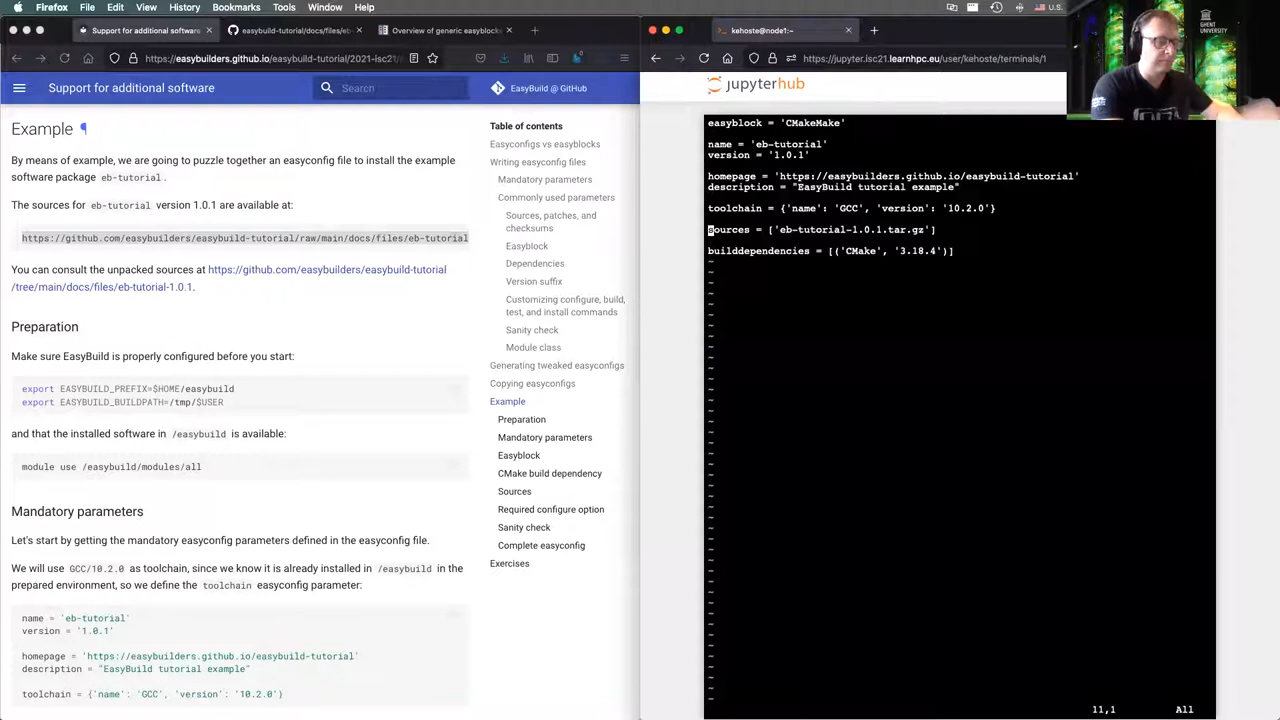 Firefox File Edit View History Bookmarks Tools Window Help
Support for additional software
easybuild-tutorial/docs/files/eb-
Overview of generic easyblocks
https://easybuilders.github.io/easybuild-tutorial/2021-isc21/
for additional software
Search
EasyBuild @ GitHub
Example
By means of example, we are going to puzzle together an easyconfig file to install the example
software package eb-tutorial.
The sources for eb-tutorial version 1.0.1 are available at:
https://github.com/easybuilders/easybuild-tutorial/raw/main/docs/files/eb-tutorial
You can consult the unpacked sources at https://github.com/easybuilders/easybuild-tutorial
/tree/main/docs/files/eb-tutorial-1.0.1.
Preparation
Make sure EasyBuild is properly configured before you start:
export EASYBUILD_PREFIX=$HOME/easybuild
export EASYBUILD_BUILDPATH=/tmp/$USER
and that the installed software in /easybuild is available:
module use /easybuild/modules/all
Mandatory parameters
Let's start by getting the mandatory easyconfig parameters defined in the easyconfig file.
We will use GCC/10.2.0 as toolchain, since we know it is already installed in /easybuild in the
prepared environment, so we define the toolchain easyconfig parameter:
name = 'eb-tutorial'
version = '1.0.1'
homepage = 'https://easybuilders.github.io/easybuild-tutorial'
description = "EasyBuild tutorial example"
toolchain = {'name': 'GCC', 'version': '10.2.0'}
Table of contents
Easyconfigs vs easyblocks
Writing easyconfig files
Mandatory parameters
Commonly used parameters
Sources, patches, and
checksums
Easyblock
Dependencies
Version suffix
Customizing configure, build,
test, and install commands
Sanity check
Module class
Generating tweaked easyconfigs
Copying easyconfigs
Example
Preparation
Mandatory parameters
Easyblock
CMake build dependency
Sources
Required configure option
Sanity check
Complete easyconfig
Exercises
kehoste@node1:~
https://jupyter.isc21.learnhpc.eu/user/kehoste/terminals/1
jupyterhub
easyblock = 'CMakeMake'
name = 'eb-tutorial'
version = '1.0.1'
homepage = 'https://easybuilders.github.io/easybuild-tutorial'
description = "EasyBuild tutorial example"
toolchain = {'name': 'GCC', 'version': '10.2.0'}
sources = ['eb-tutorial-1.0.1.tar.gz']
builddependencies = [('CMake', '3.18.4')]
11,1 All
GHENT
UNIVERSITY